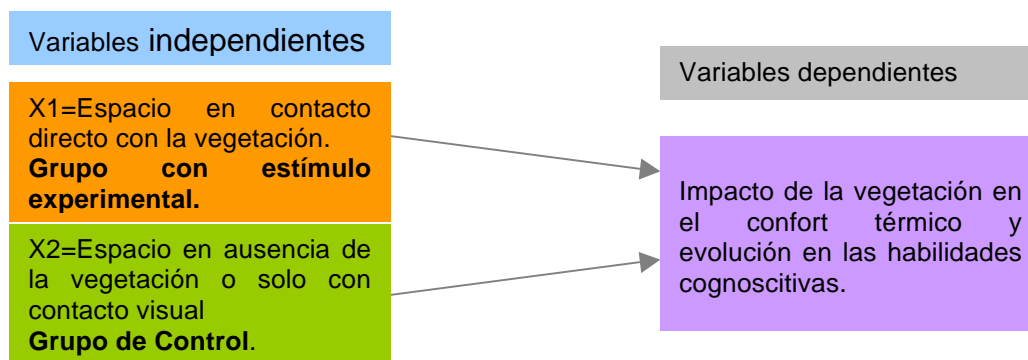 Variables independientes
X1=Espacio en contacto
directo con la vegetación.
Grupo con estímulo
experimental.
X2=Espacio en ausencia de
la vegetación o solo con
contacto visual
Grupo de Control.
Variables dependientes
Impacto de la vegetación en
el confort térmico y
evolución en las habilidades
cognoscitivas.